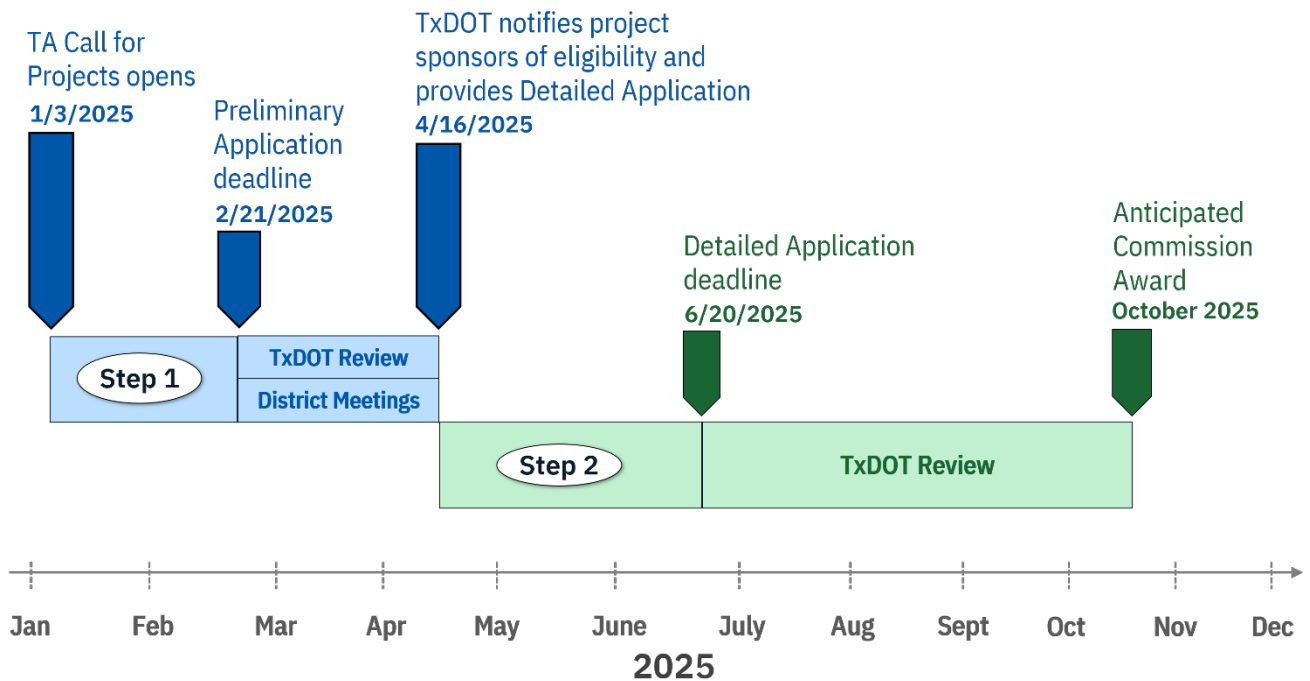 TA Call for
Projects opens
1/3/2025
Preliminary
Application
deadline
2/21/2025
TxDOT notifies project
sponsors of eligibility and
provides Detailed Application
4/16/2025
Detailed Application
deadline
6/20/2025
Anticipated
Commission
Award
October 2025
Step 1
TxDOT Review
District Meetings
Step 2
TxDOT Review
Jan Feb Mar Apr May June July Aug Sept Oct Nov Dec
2025